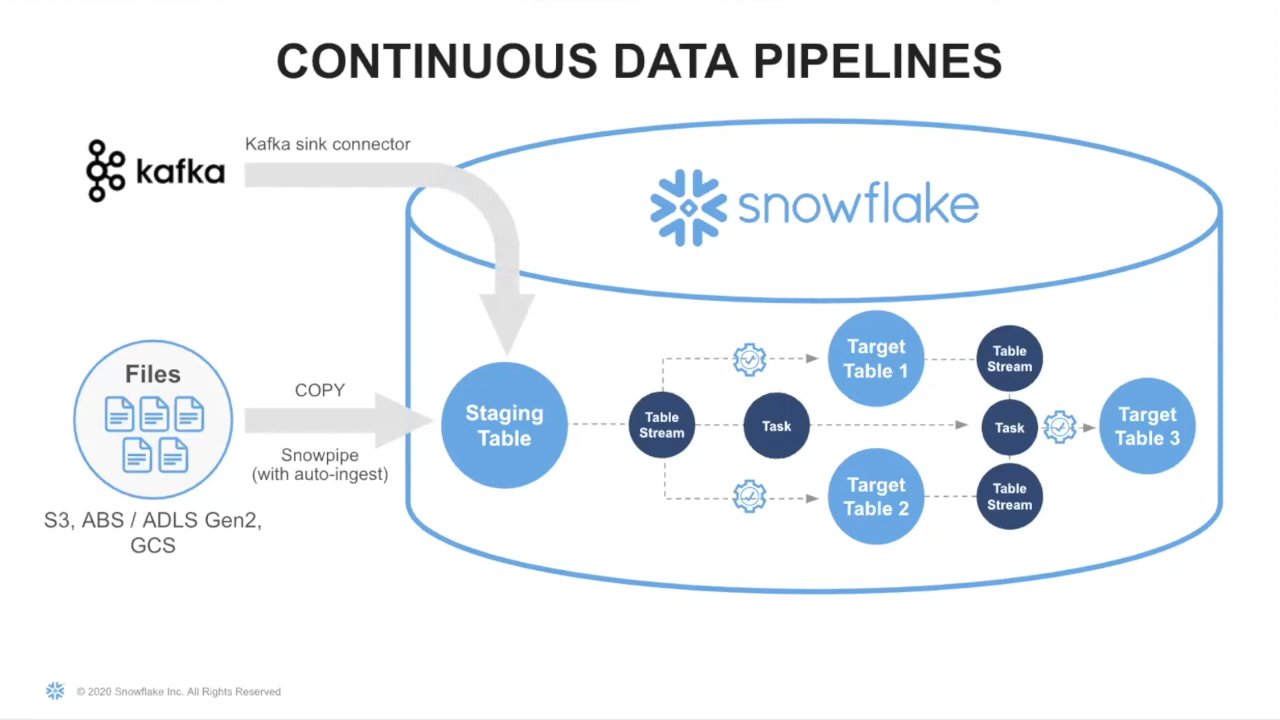 CONTINUOUS DATA PIPELINES
kafka
Kafka sink connector
snowflake
Files
COPY
Snowpipe
(with auto-ingest)
S3, ABS / ADLS Gen2,
GCS
Staging
Table
Table
Stream
Task
Target
Table 1
Target
Table 2
Table
Stream
Task
Table
Stream
Target
Table 3
© 2020 Snowflake Inc. All Rights Reserved